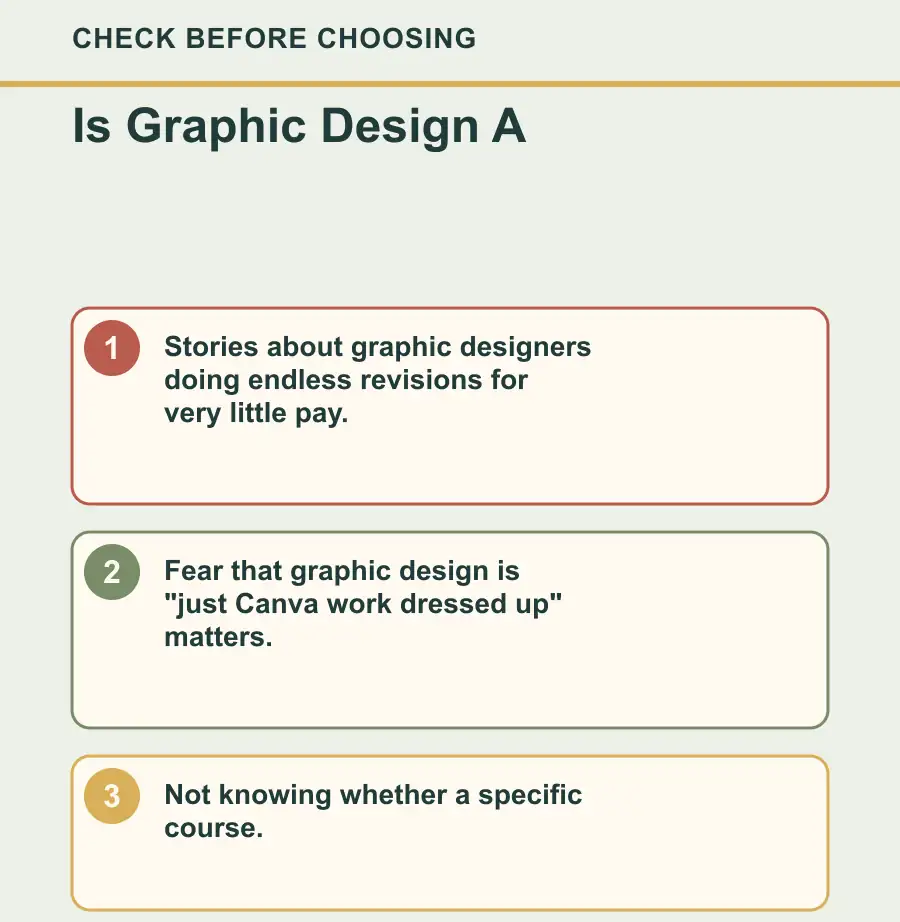 CHECK BEFORE CHOOSING
Is Graphic Design A
1
Stories about graphic designers
doing endless revisions for
very little pay.
2
Fear that graphic design is
"just Canva work dressed up"
matters.
3
Not knowing whether a specific
course.